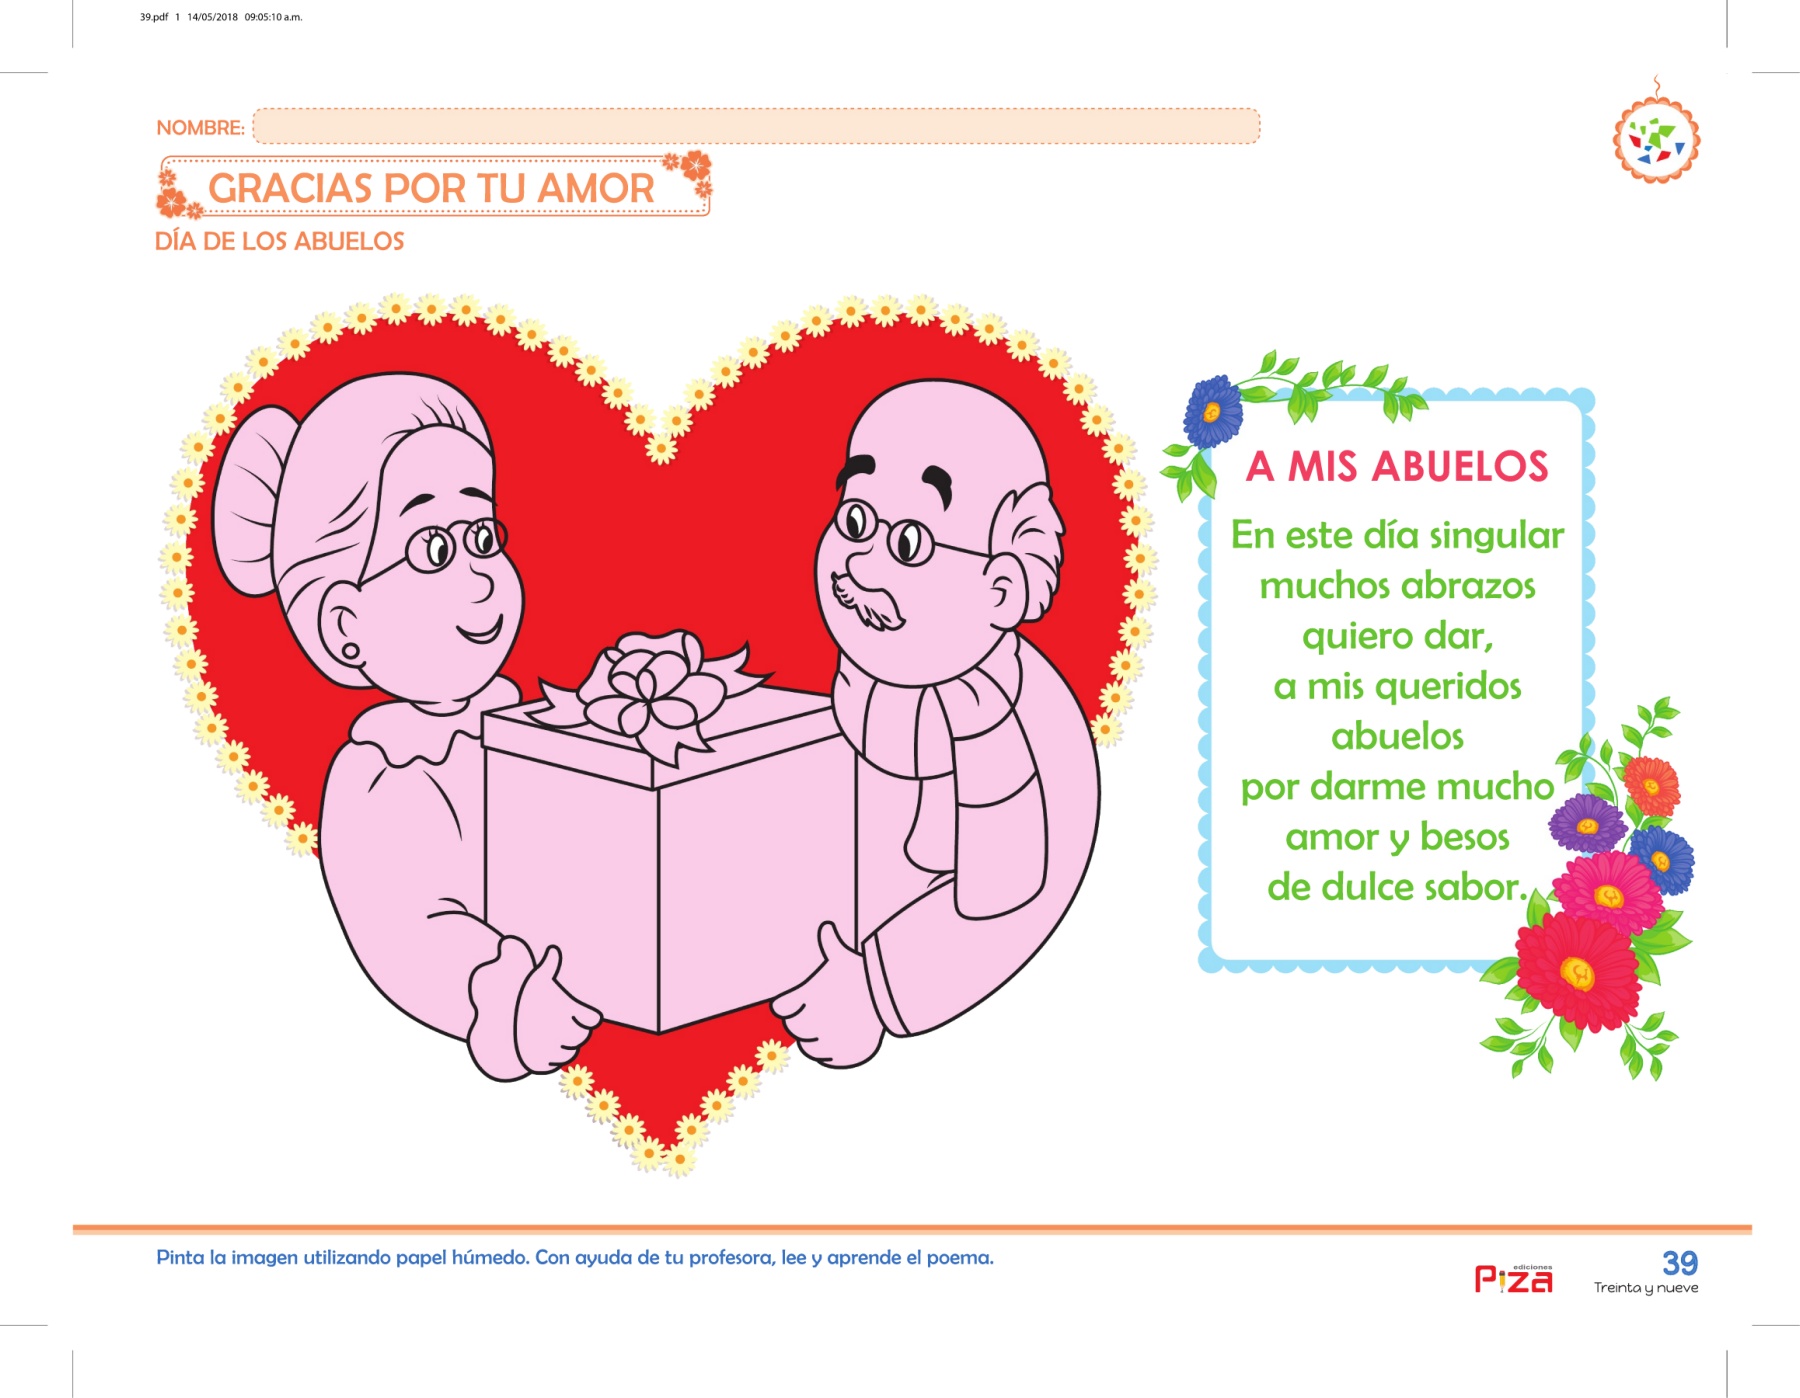 39.pdf 1 14/05/2018 09:05:10 a.m.
NOMBRE:
GRACIAS POR TU AMOR
DÍA DE LOS ABUELOS
A MIS ABUELOS
En este día singular
muchos abrazos
quiero dar,
a mis queridos
abuelos
por darme mucho
amor y besos
de dulce sabor.
Pinta la imagen utilizando papel húmedo. Con ayuda de tu profesora, lee y aprende el poema.
ediciones
Piza
39
Treinta y nueve